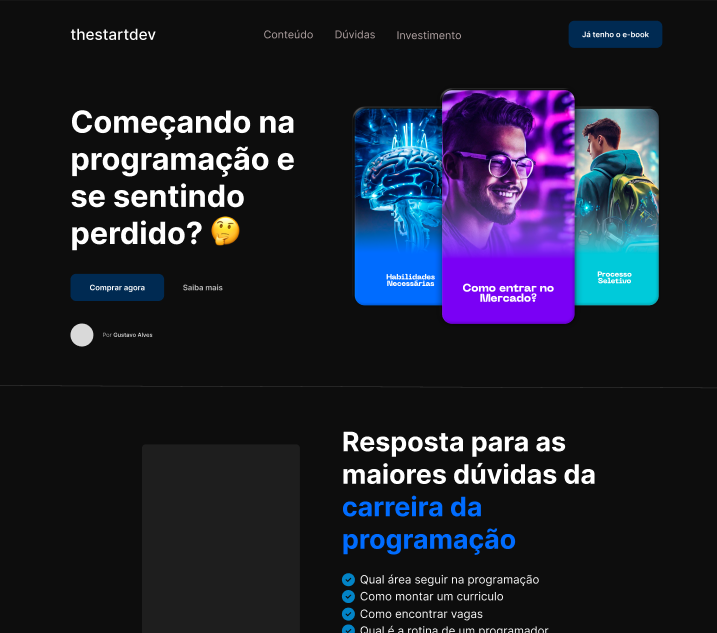 thestartdev
Conteúdo
Dúvidas
Investimento
Já tenho o e-book
Começando na
programação e
se sentindo
perdido? 🤔
Comprar agora
Saiba mais
Por Gustavo Alves
Habilidades
Necessárias
Como entrar no
Mercado?
Processo
Seletivo
Resposta para as
maiores dúvidas da
carreira da
programação
Qual área seguir na programação
Como montar um curriculo
Como encontrar vagas
Qual é a rotina de um programador